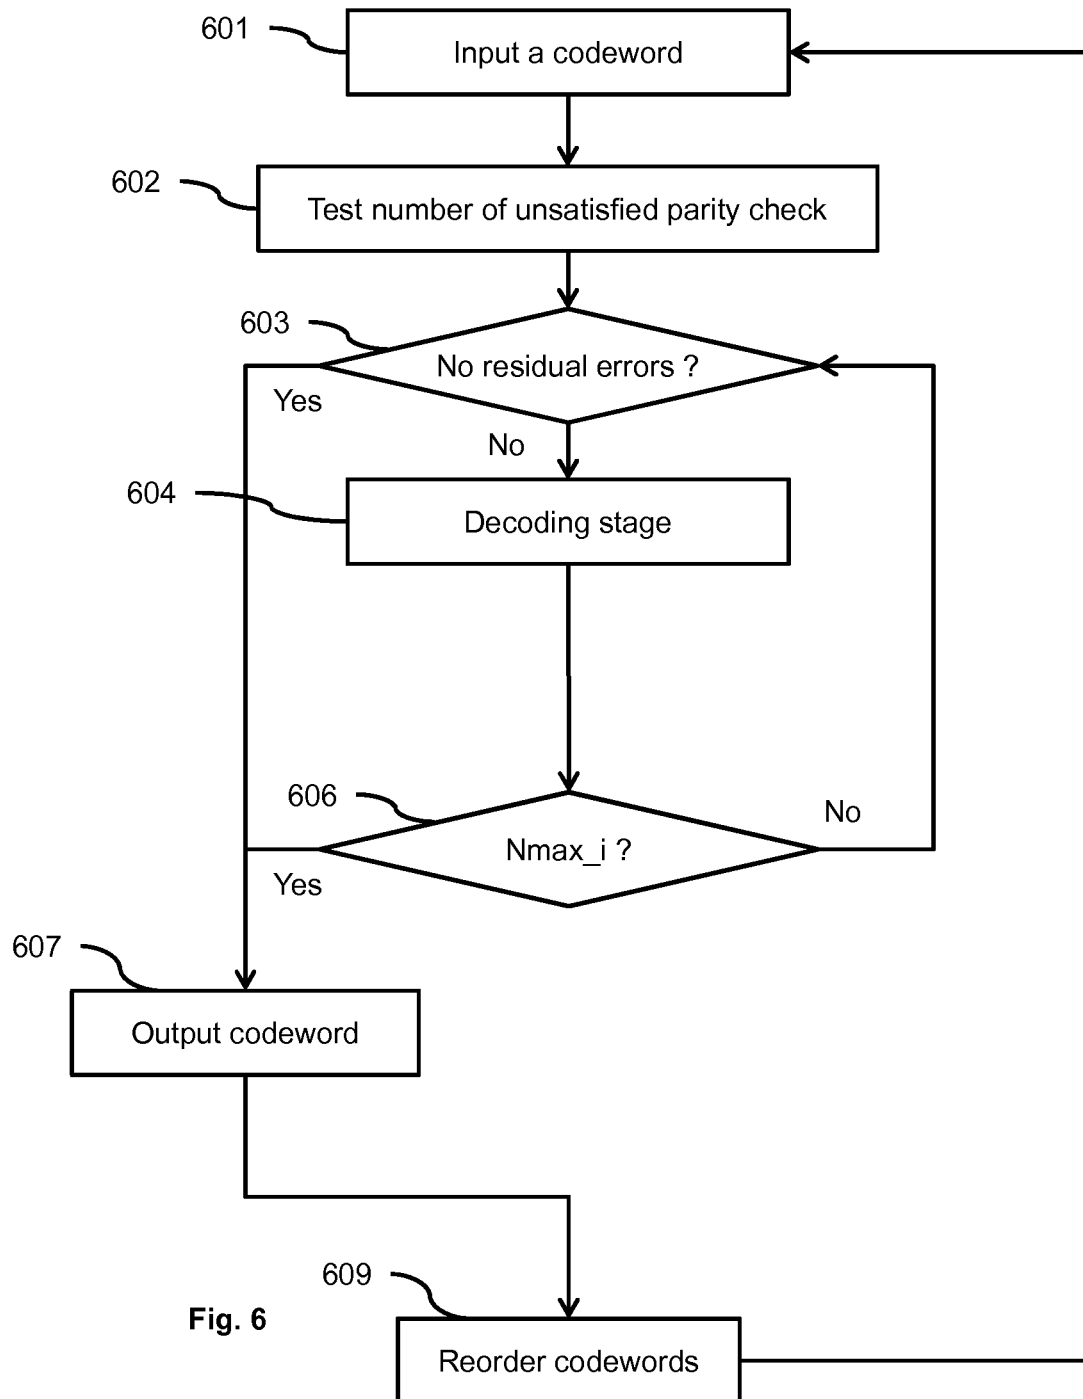 601
Input a codeword
602
Test number of unsatisfied parity check
603
No residual errors ?
Yes
No
604
Decoding stage
606
No
Nmax_i ?
Yes
607
Output codeword
609
Fig. 6
Reorder codewords